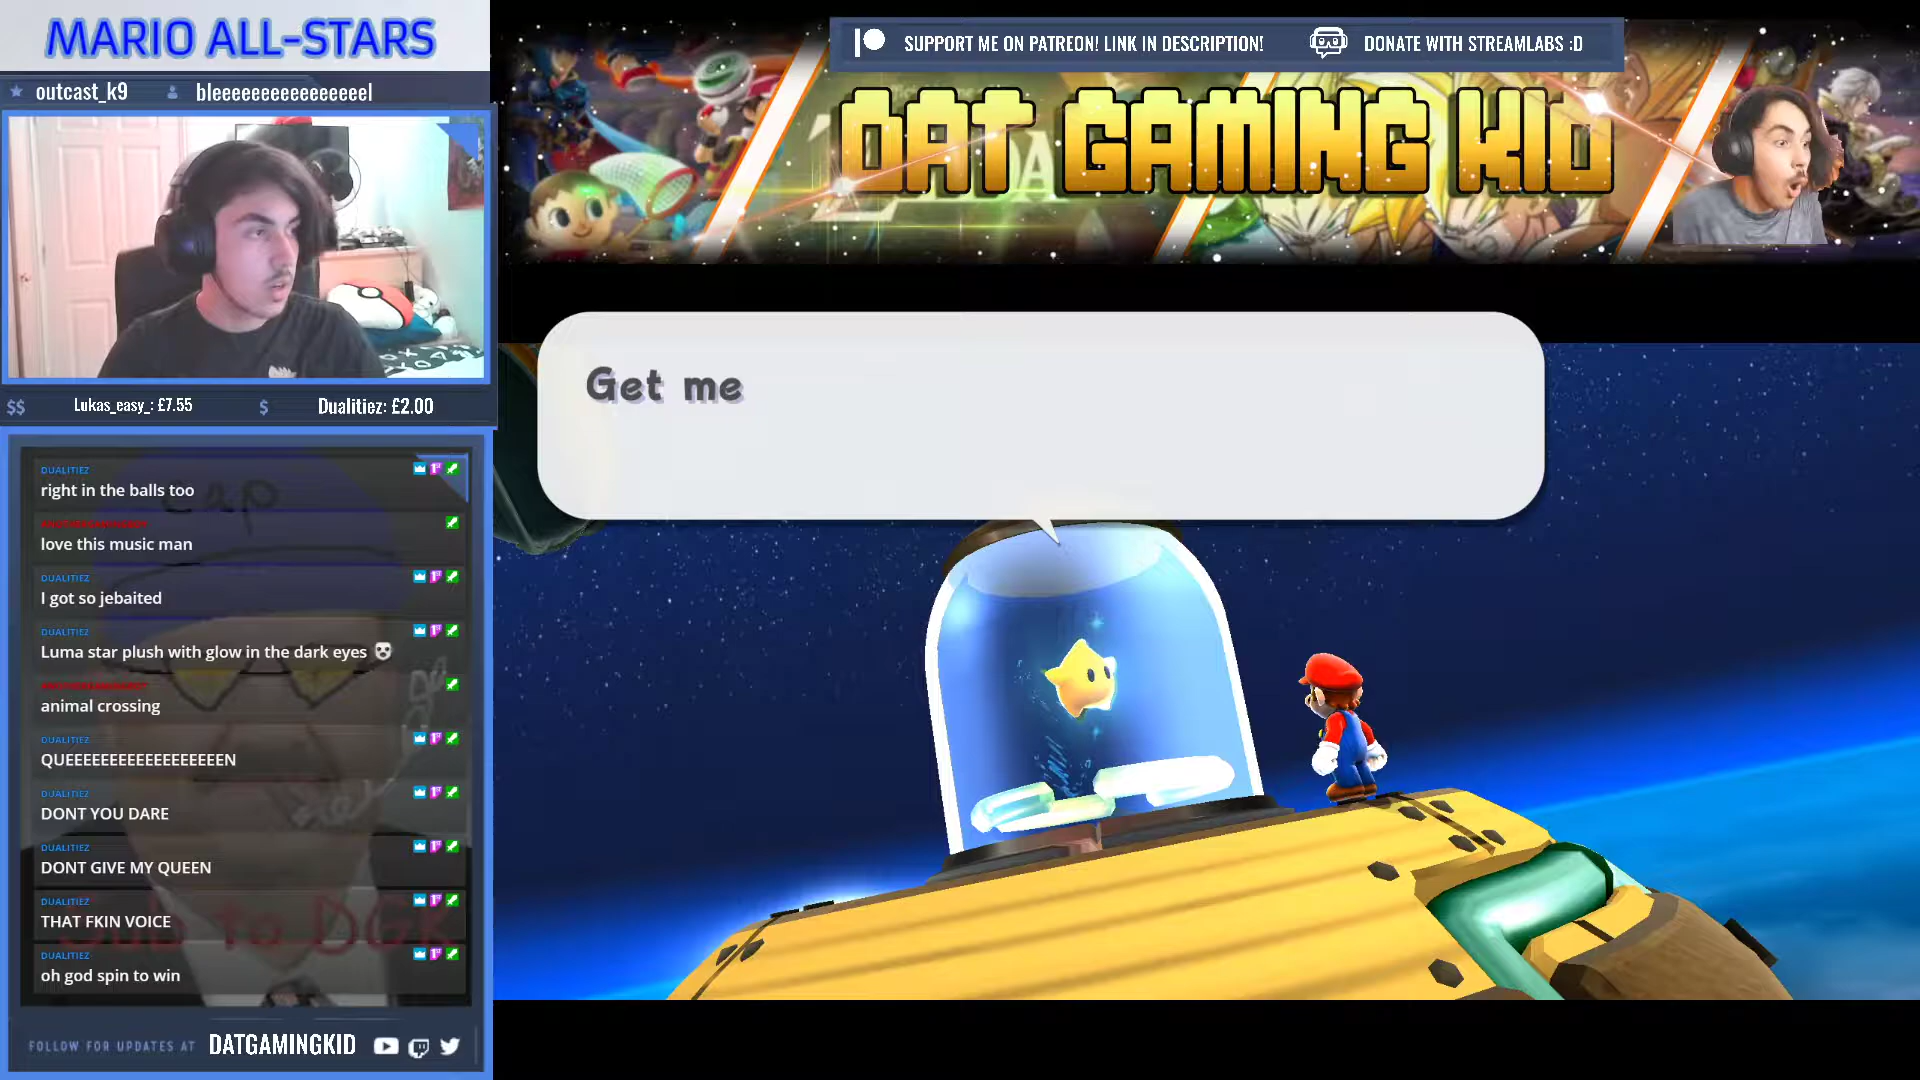 MARIO ALL-STARS
outcast_k9
bleeeeeeeeeeeeeeeel
Lukas_easy_: £7.55
Dualitiez: £2.00
DUALITIEZ
right in the balls too
love this music man
DUALITIEZ
I got so jebaited
DUALITIEZ
Luma star plush with glow in the dark eyes
animal crossing
DUALITIEZ
QUEEEEEEEEEEEEEEEEEEN
DUALITIEZ
DONT YOU DARE
DUALITIEZ
DONT GIVE MY QUEEN
DUALITIEZ
THAT FKIN VOICE
DUALITIEZ
oh god spin to win
cap
Sub to DGK
FOLLOW FOR UPDATES AT DATGAMINGKID
SUPPORT ME ON PATREON! LINK IN DESCRIPTION!
DONATE WITH STREAMLABS :D
DAT GAMING KID
Get me